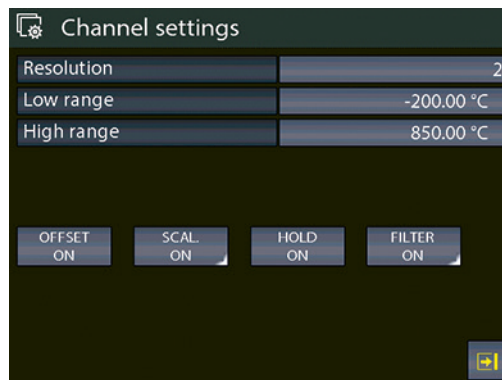 Channel settings
Resolution 2
Low range -200.00 °C
High range 850.00 °C
OFFSET SCAL. HOLD FILTER
ON ON ON ON